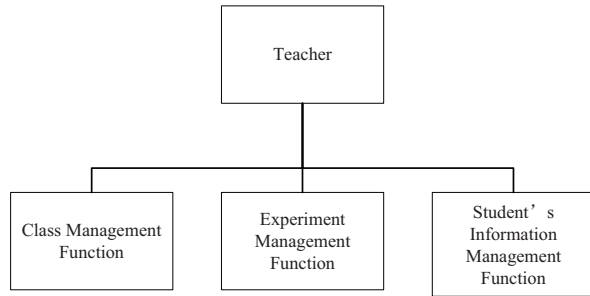 Teacher
Class Management
Function
Experiment
Management
Function
Student’s
Information
Management
Function